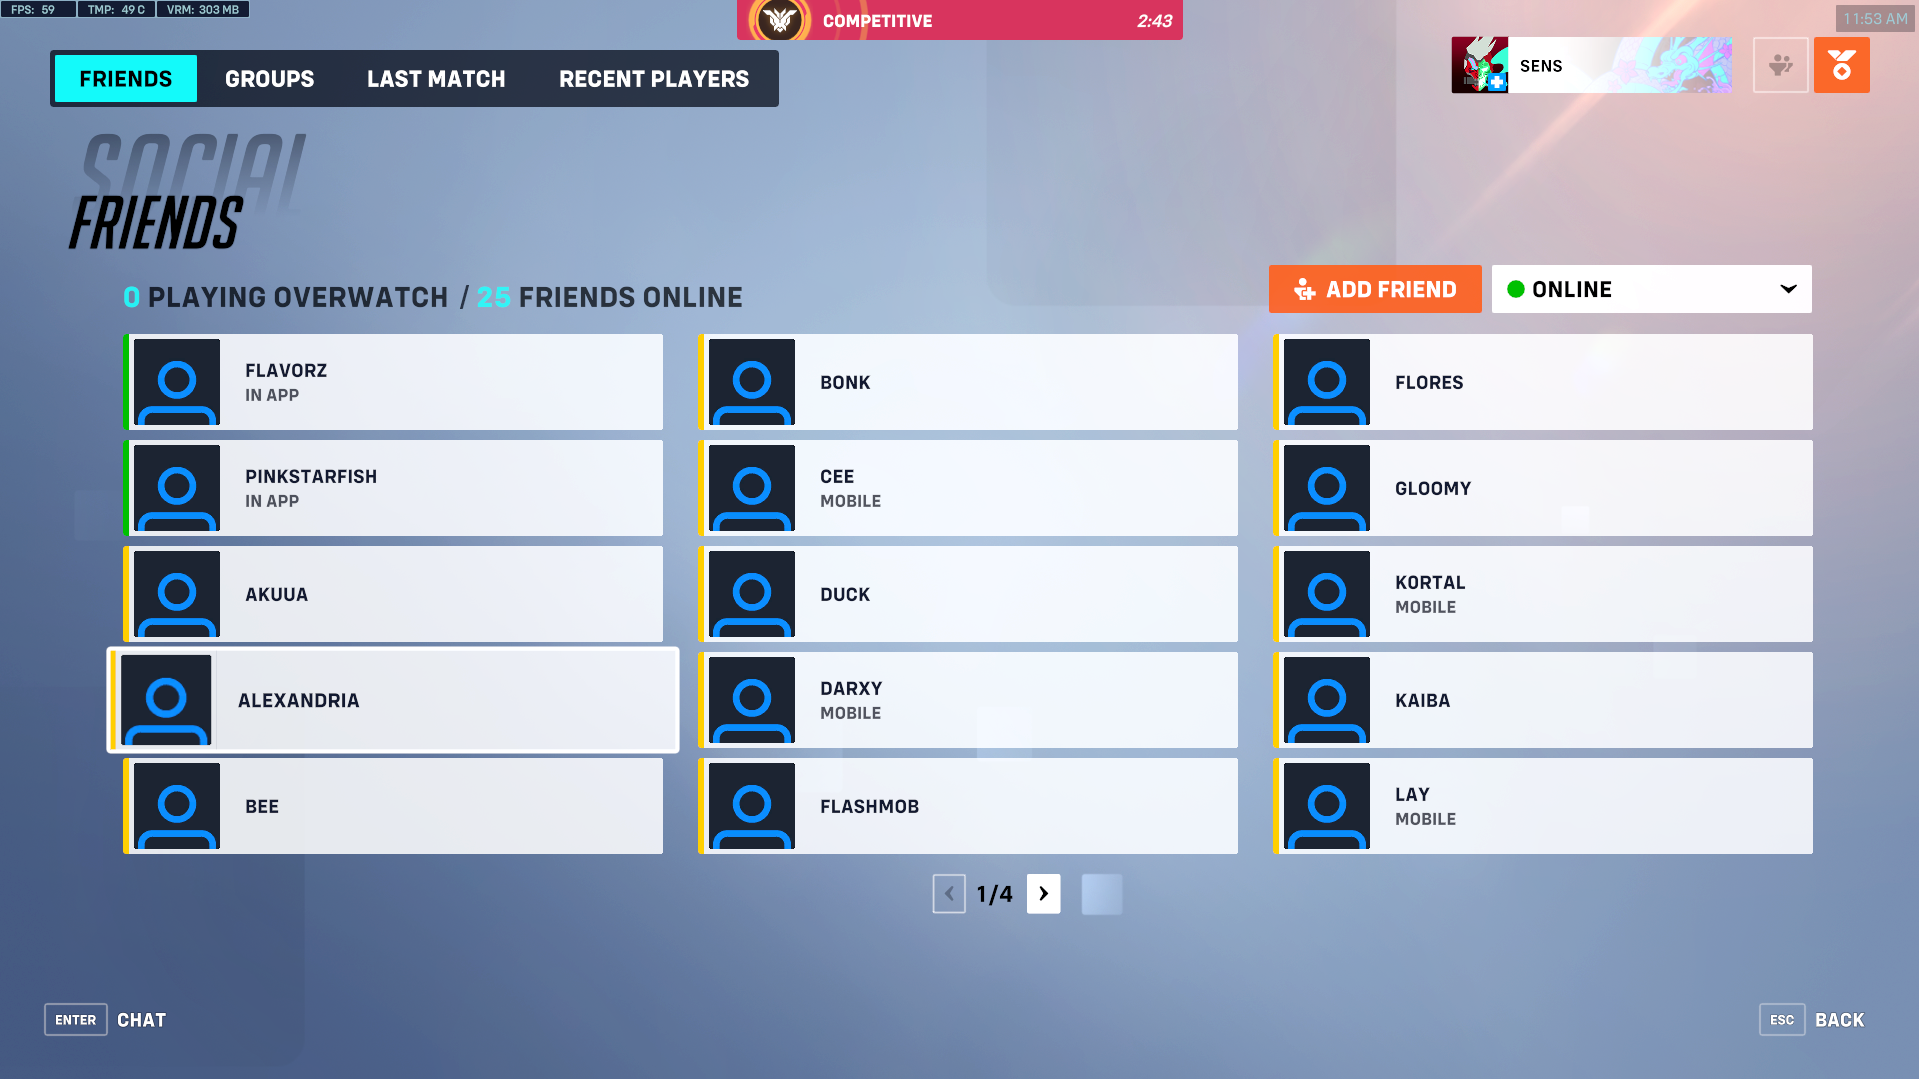 FPS: 59 TMP: 49 C VRM: 303 MB
COMPETITIVE 2:43
11:53 AM
FRIENDS GROUPS LAST MATCH RECENT PLAYERS
SENS
SOCIAL
FRIENDS
0 PLAYING OVERWATCH / 25 FRIENDS ONLINE
ADD FRIEND
ONLINE
FLAVORZ
IN APP
BONK
FLORES
PINKSTARFISH
IN APP
CEE
MOBILE
GLOOMY
AKUUA
DUCK
KORTAL
MOBILE
ALEXANDRIA
DARXY
MOBILE
KAIBA
BEE
FLASHMOB
LAY
MOBILE
1/4
ENTER CHAT
ESC BACK